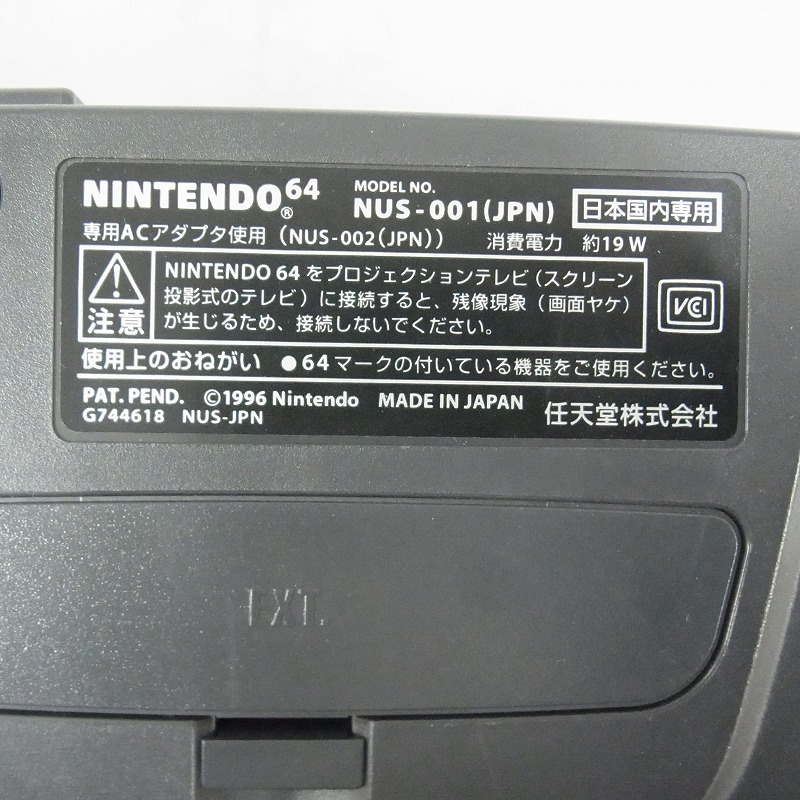 NINTENDO®64 MODEL NO. NUS-001(JPN) 日本国内専用
専用ACアダプタ使用（NUS-002(JPN)） 消費電力 約19W
注意
NINTENDO 64をプロジェクションテレビ（スクリーン
投影式のテレビ）に接続すると、残像現象（画面ヤケ）
が生じるため、接続しないでください。
VCCI
使用上のおねがい ●64マークの付いている機器をご使用ください。
PAT. PEND. ©1996 Nintendo MADE IN JAPAN
G744618 NUS-JPN 任天堂株式会社
EXT.